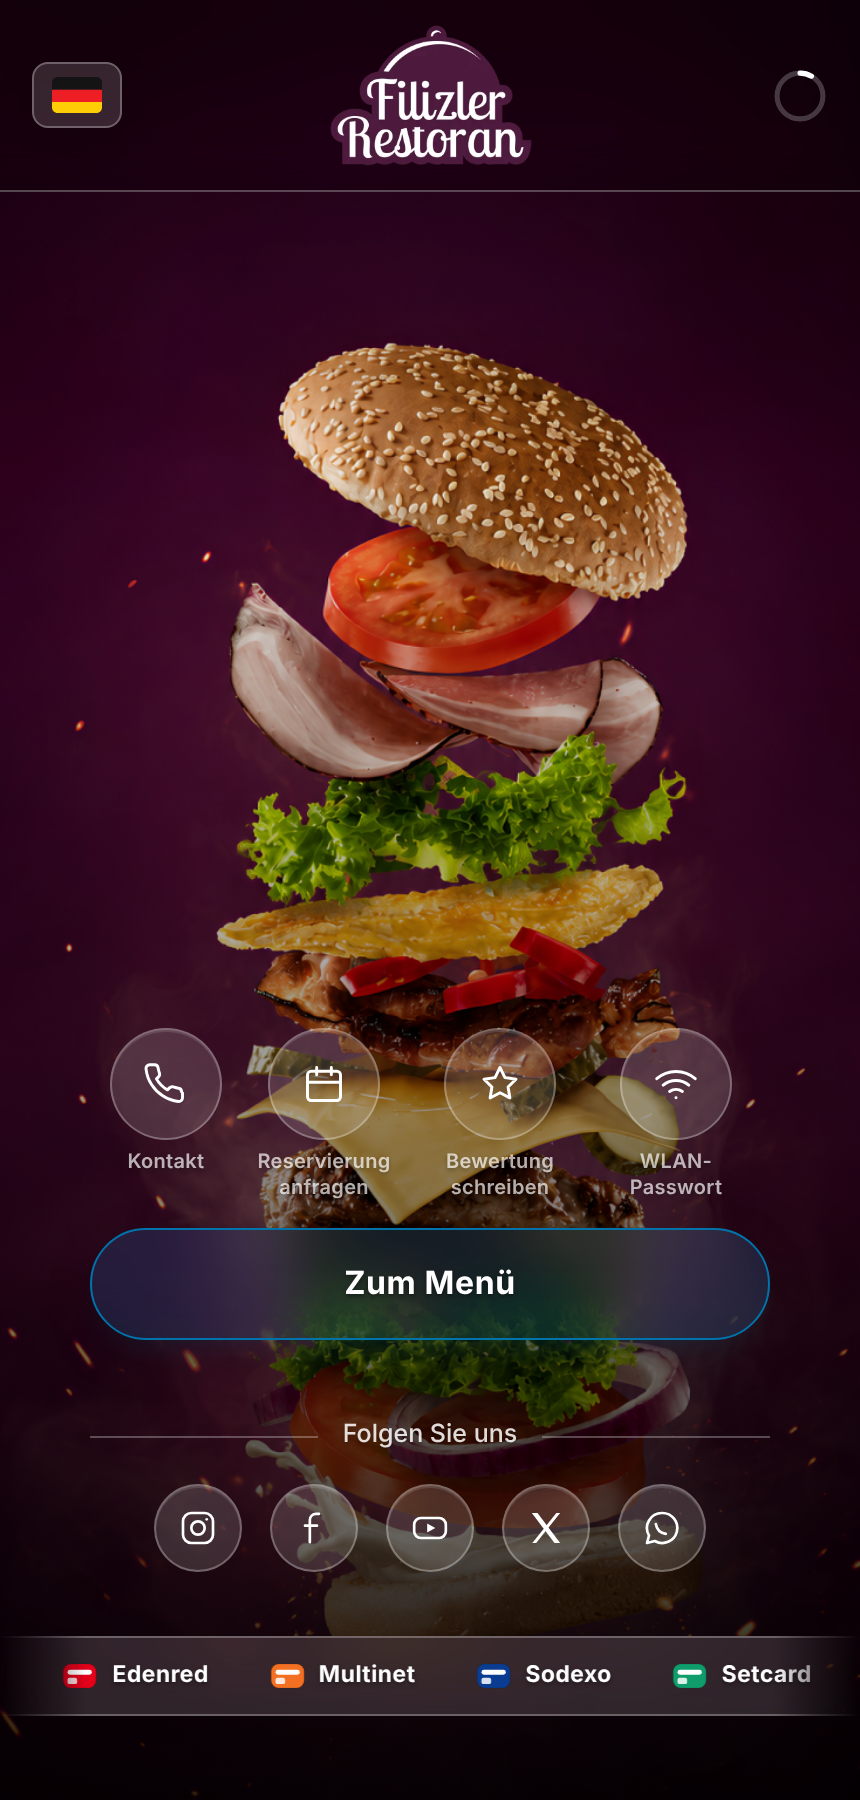 Filizler
Restoran
Kontakt
Reservierung
anfragen
Bewertung
schreiben
WLAN-
Passwort
Zum Menü
Folgen Sie uns
Edenred
Multinet
Sodexo
Setcard